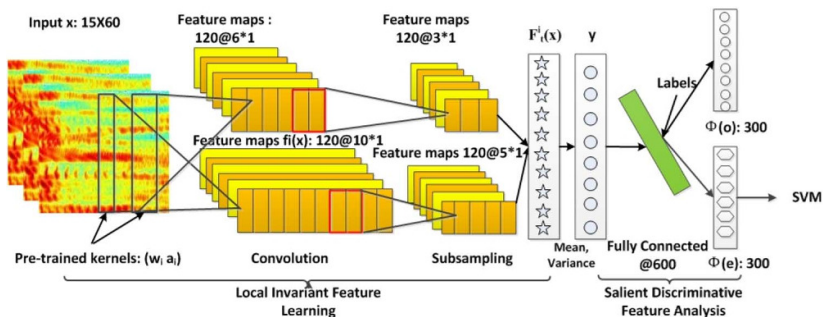 Input x: 15X60
Feature maps :
120@6*1
Feature maps
120@3*1
Fⁱₜ(x)
y
Labels
Φ(o): 300
Feature maps fi(x): 120@10*1
Feature maps 120@5*1
Φ(e): 300
SVM
Pre-trained kernels: (wᵢ aᵢ)
Convolution
Subsampling
Mean,
Variance
Fully Connected
@600
Local Invariant Feature
Learning
Salient Discriminative
Feature Analysis